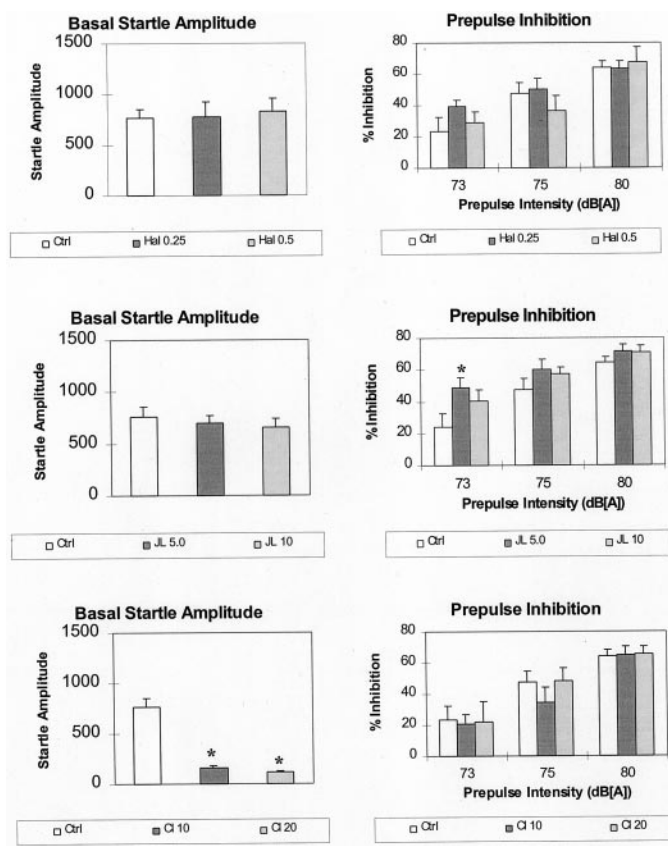 Basal Startle Amplitude
Startle Amplitude
1500
1000
500
0
Ctrl Hal 0.25 Hal 0.5
Prepulse Inhibition
% Inhibition
80
60
40
20
0
73 75 80
Prepulse Intensity (dB[A])
Ctrl Hal 0.25 Hal 0.5
Basal Startle Amplitude
Startle Amplitude
1500
1000
500
0
Ctrl JL 5.0 JL 10
Prepulse Inhibition
% Inhibition
80
60
40
20
0
*
73 75 80
Prepulse Intensity (dB[A])
Ctrl JL 5.0 JL 10
Basal Startle Amplitude
Startle Amplitude
1500
1000
500
0
* *
Ctrl Cl 10 Cl 20
Prepulse Inhibition
% Inhibition
80
60
40
20
0
73 75 80
Prepulse Intensity (dB[A])
Ctrl Cl 10 Cl 20